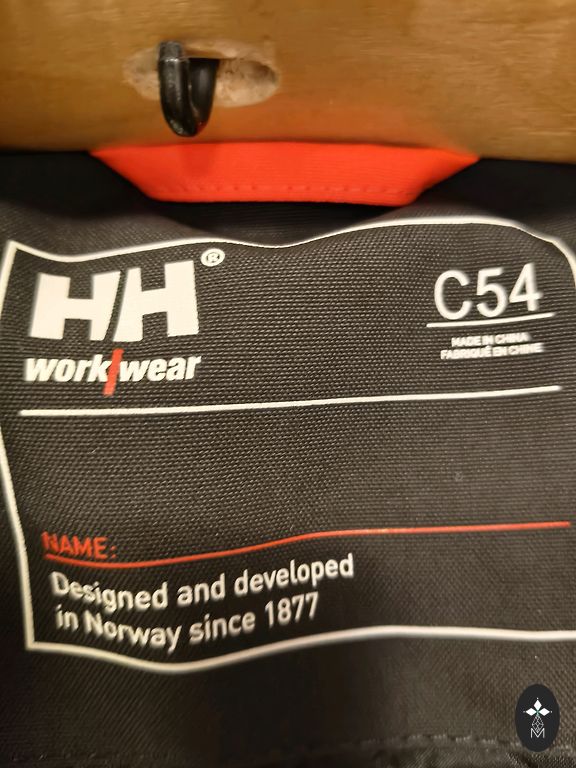 HH®
work/wear
C54
MADE IN CHINA
FABRIQUÉ EN CHINE
NAME:
Designed and developed
in Norway since 1877
M